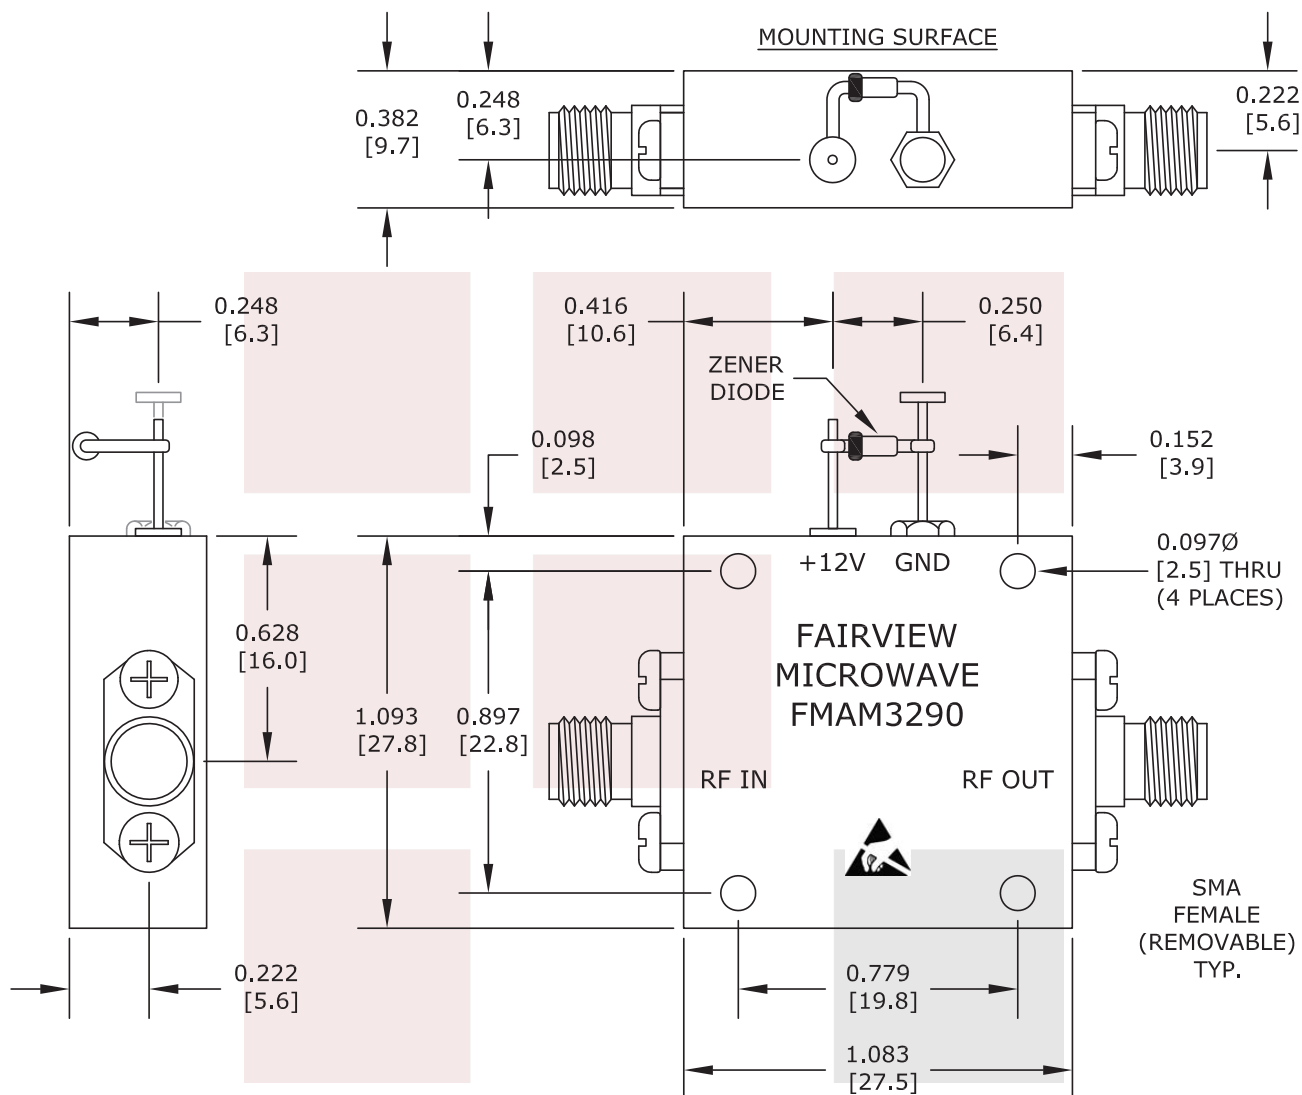 MOUNTING SURFACE
0.382
[9.7]
0.248
[6.3]
0.222
[5.6]
0.248
[6.3]
0.416
[10.6]
0.250
[6.4]
ZENER
DIODE
0.098
[2.5]
0.152
[3.9]
+12V GND
0.097Ø
[2.5] THRU
(4 PLACES)
0.628
[16.0]
1.093
[27.8]
0.897
[22.8]
FAIRVIEW
MICROWAVE
FMAM3290
RF IN
RF OUT
SMA
FEMALE
(REMOVABLE)
TYP.
0.222
[5.6]
0.779
[19.8]
1.083
[27.5]